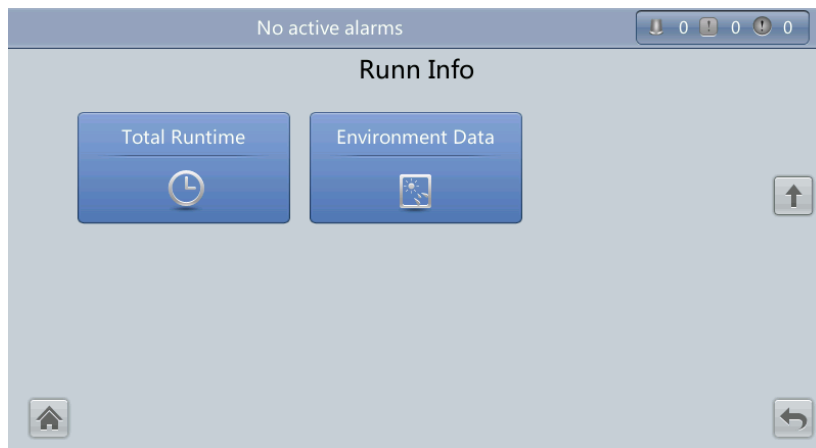 No active alarms
0 0 0
Runn Info
Total Runtime Environment Data